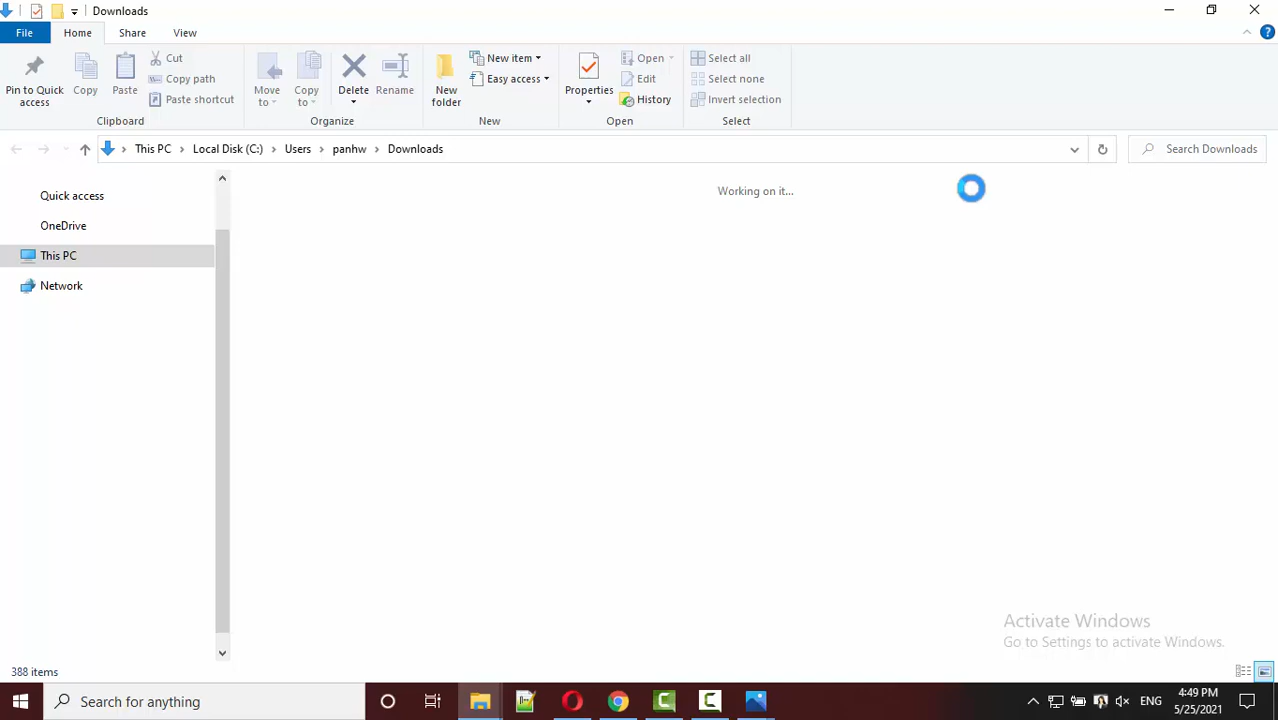 Downloads
File Home Share View
Pin to Quick access
Copy
Paste
Cut
Copy path
Paste shortcut
Clipboard
Move to
Copy to
Delete
Rename
Organize
New folder
New item
Easy access
New
Properties
Open
Edit
History
Open
Select all
Select none
Invert selection
Select
This PC Local Disk (C:) Users panhw Downloads
Search Downloads
Quick access
OneDrive
This PC
Network
Working on it...
Activate Windows
Go to Settings to activate Windows.
388 items
Search for anything
ENG
4:49 PM
5/25/2021